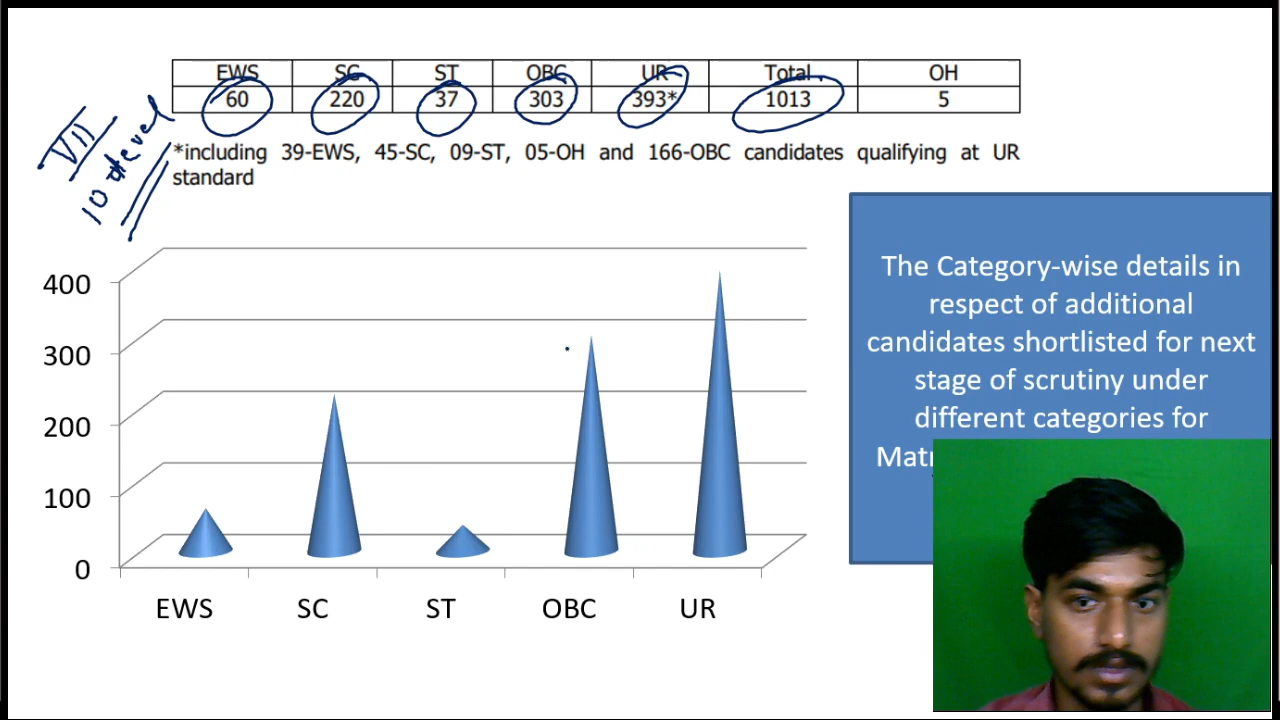 EWS SC ST OBC UR Total OH
60 220 37 303 393* 1013 5
*including 39-EWS, 45-SC, 09-ST, 05-OH and 166-OBC candidates qualifying at UR
standard
VII
10th level
400
300
200
100
0
EWS SC ST OBC UR
The Category-wise details in
respect of additional
candidates shortlisted for next
stage of scrutiny under
different categories for